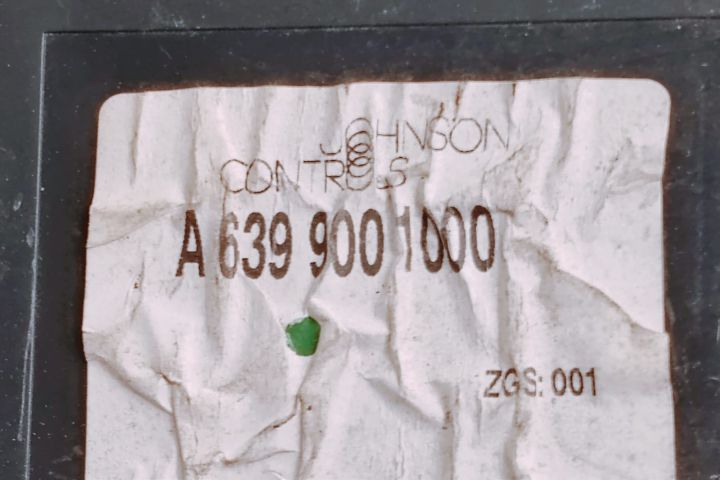 JOHNSON
CONTROLS
A 639 900 1000
ZGS: 001